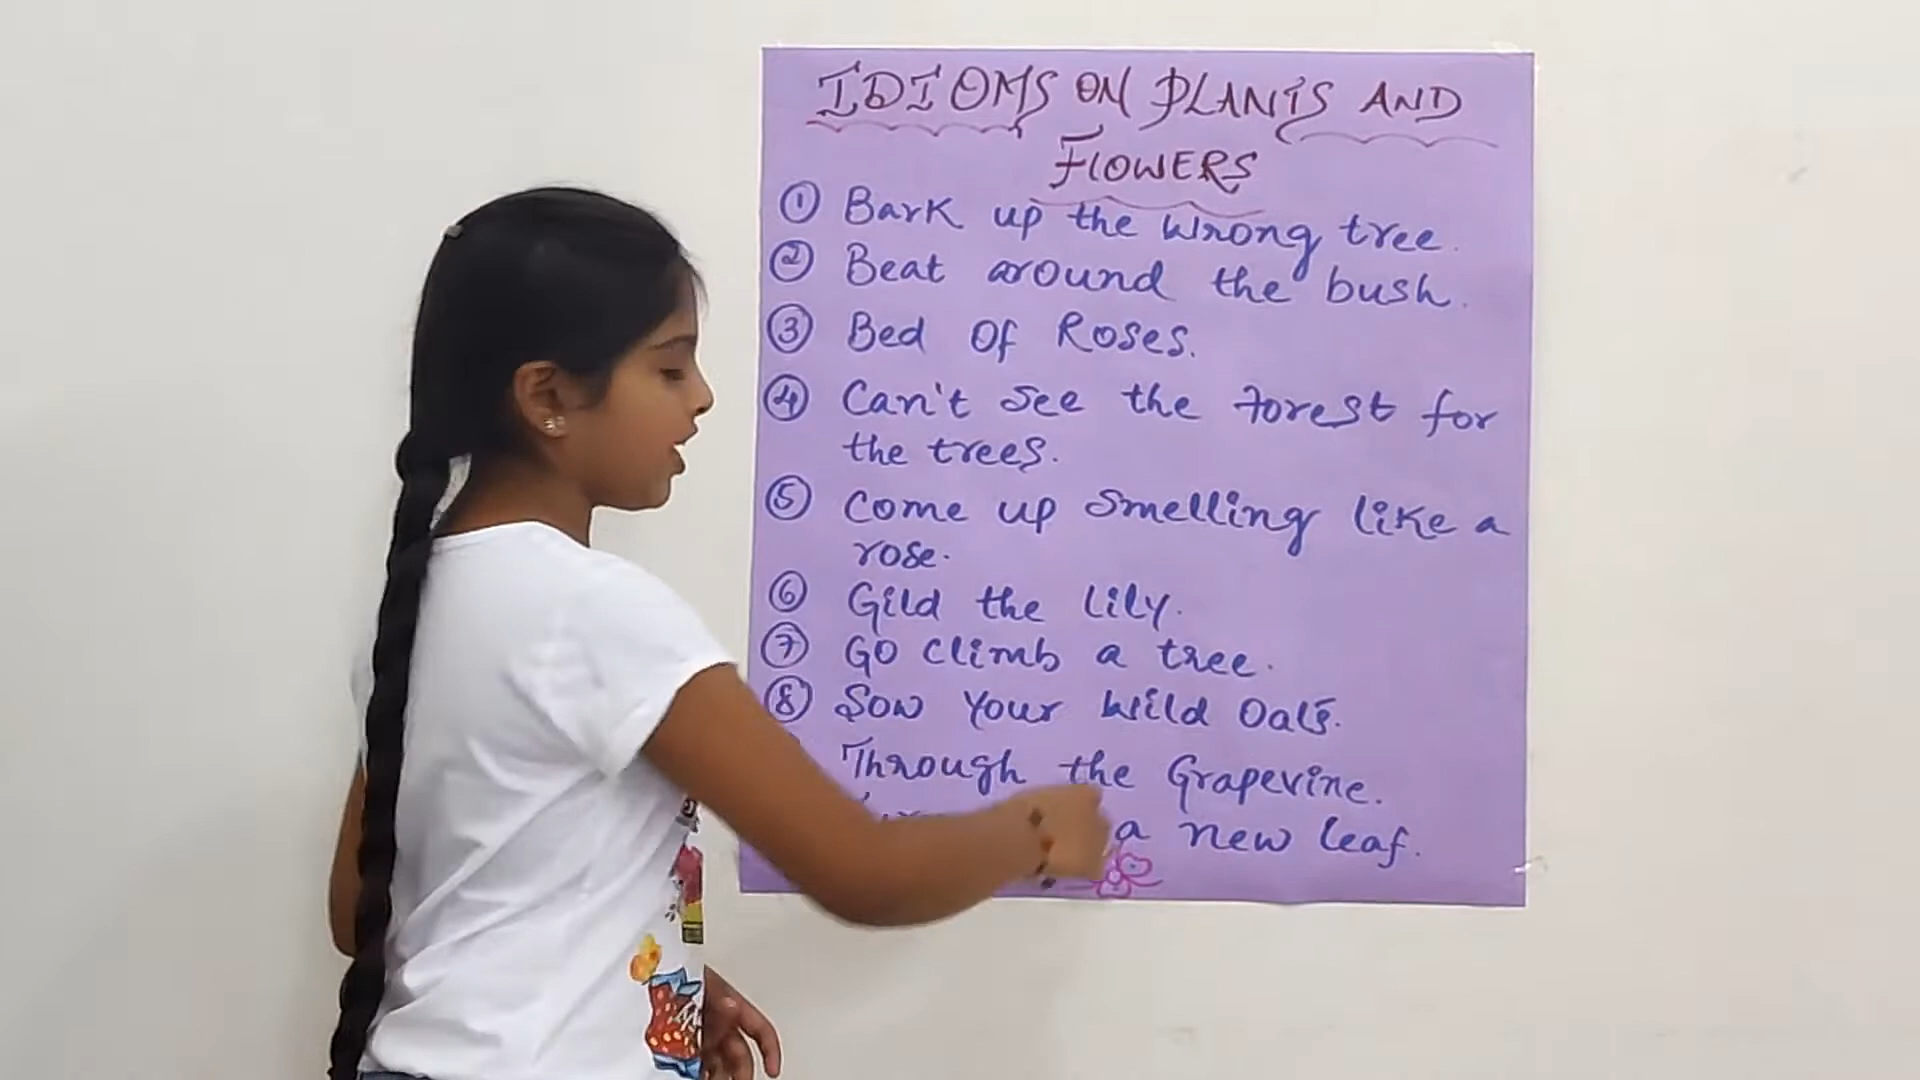 IDIOMS ON PLANTS AND
FLOWERS
① Bark up the wrong tree.
② Beat around the bush.
③ Bed Of Roses.
④ Can't see the forest for
the trees.
⑤ Come up Smelling like a
rose.
⑥ Gild the Lily.
⑦ GO Climb a tree.
⑧ Sow Your Wild Oats.
Through the Grapevine.
a new leaf.